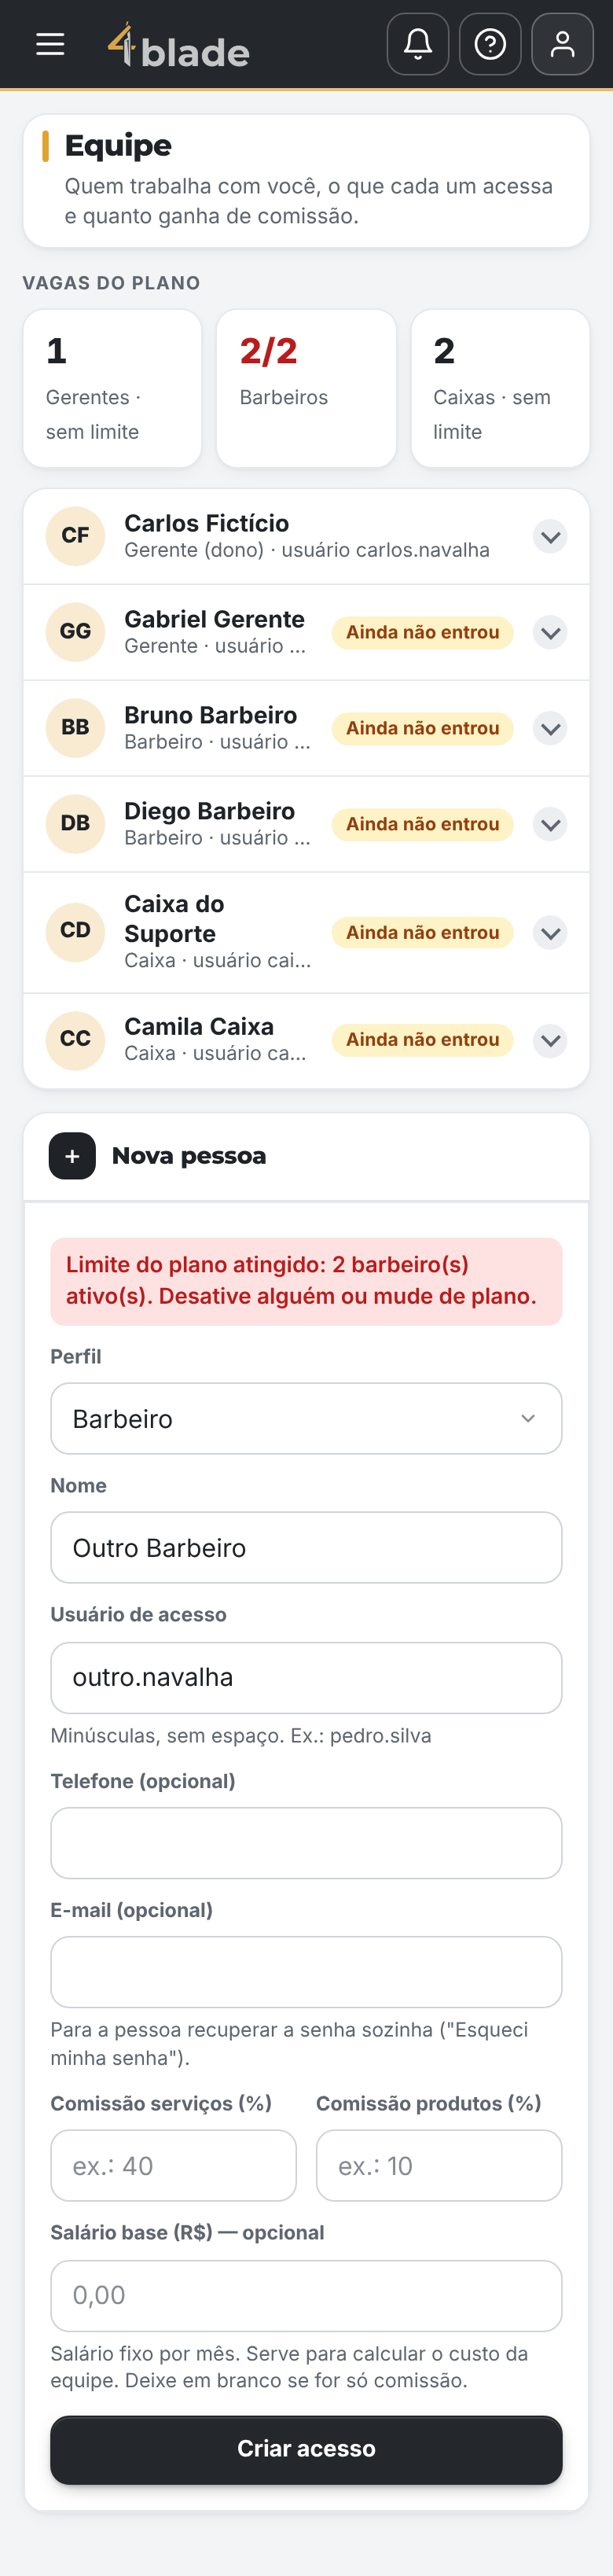 4blade
Equipe
Quem trabalha com você, o que cada um acessa
e quanto ganha de comissão.
VAGAS DO PLANO
1
Gerentes ·
sem limite
2/2
Barbeiros
2
Caixas · sem
limite
CF
Carlos Fictício
Gerente (dono) · usuário carlos.navalha
GG
Gabriel Gerente
Gerente · usuário ...
Ainda não entrou
BB
Bruno Barbeiro
Barbeiro · usuário ...
Ainda não entrou
DB
Diego Barbeiro
Barbeiro · usuário ...
Ainda não entrou
CD
Caixa do
Suporte
Caixa · usuário cai...
Ainda não entrou
CC
Camila Caixa
Caixa · usuário ca...
Ainda não entrou
+ Nova pessoa
Limite do plano atingido: 2 barbeiro(s)
ativo(s). Desative alguém ou mude de plano.
Perfil
Barbeiro
Nome
Outro Barbeiro
Usuário de acesso
outro.navalha
Minúsculas, sem espaço. Ex.: pedro.silva
Telefone (opcional)
E-mail (opcional)
Para a pessoa recuperar a senha sozinha ("Esqueci
minha senha").
Comissão serviços (%)
ex.: 40
Comissão produtos (%)
ex.: 10
Salário base (R$) — opcional
0,00
Salário fixo por mês. Serve para calcular o custo da
equipe. Deixe em branco se for só comissão.
Criar acesso